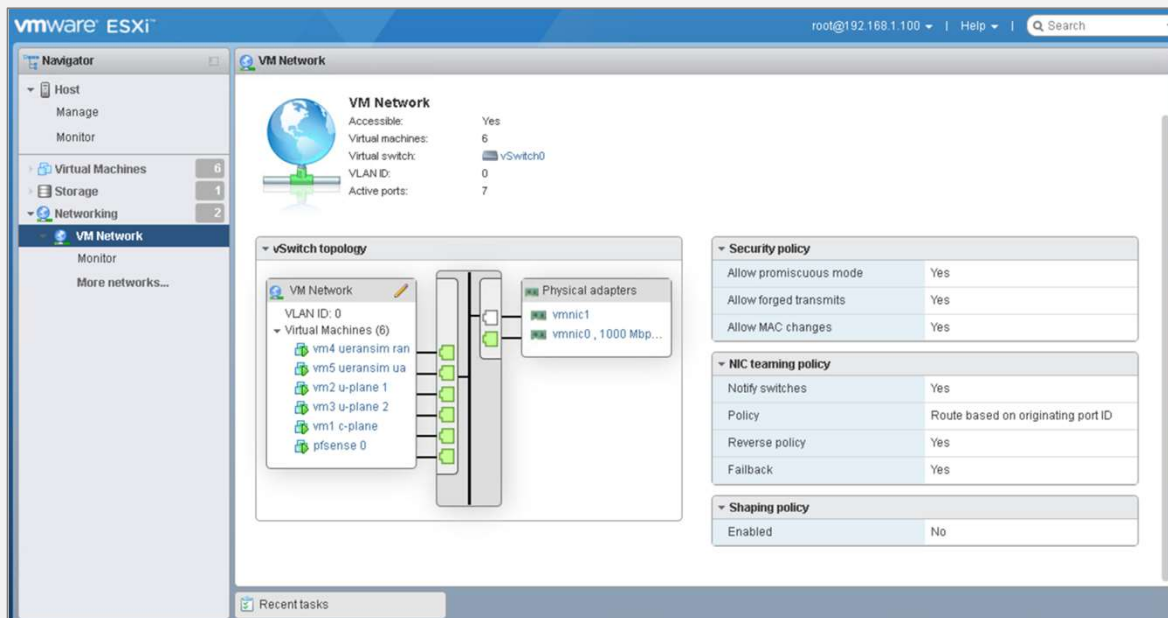 vmware ESXi™
root@192.168.1.100 | Help | Search
Navigator
Host
Manage
Monitor
Virtual Machines 6
Storage 1
Networking 2
VM Network
Monitor
More networks...
VM Network
VM Network
Accessible: Yes
Virtual machines: 6
Virtual switch: vSwitch0
VLAN ID: 0
Active ports: 7
vSwitch topology
VM Network
VLAN ID: 0
Virtual Machines (6)
vm4 ueransim ran
vm5 ueransim ua
vm2 u-plane 1
vm3 u-plane 2
vm1 c-plane
pfsense 0
Physical adapters
vmnic1
vmnic0 , 1000 Mbp...
Security policy
Allow promiscuous mode Yes
Allow forged transmits Yes
Allow MAC changes Yes
NIC teaming policy
Notify switches Yes
Policy Route based on originating port ID
Reverse policy Yes
Failback Yes
Shaping policy
Enabled No
Recent tasks